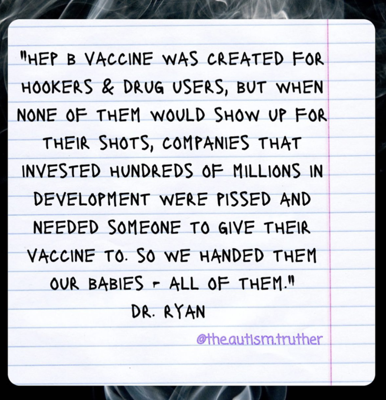 "HEP B VACCINE WAS CREATED FOR
HOOKERS & DRUG USERS, BUT WHEN
NONE OF THEM WOULD SHOW UP FOR
THEIR SHOTS, COMPANIES THAT
INVESTED HUNDREDS OF MILLIONS IN
DEVELOPMENT WERE PISSED AND
NEEDED SOMEONE TO GIVE THEIR
VACCINE TO. SO WE HANDED THEM
OUR BABIES - ALL OF THEM."
DR. RYAN
@the.autism.truther